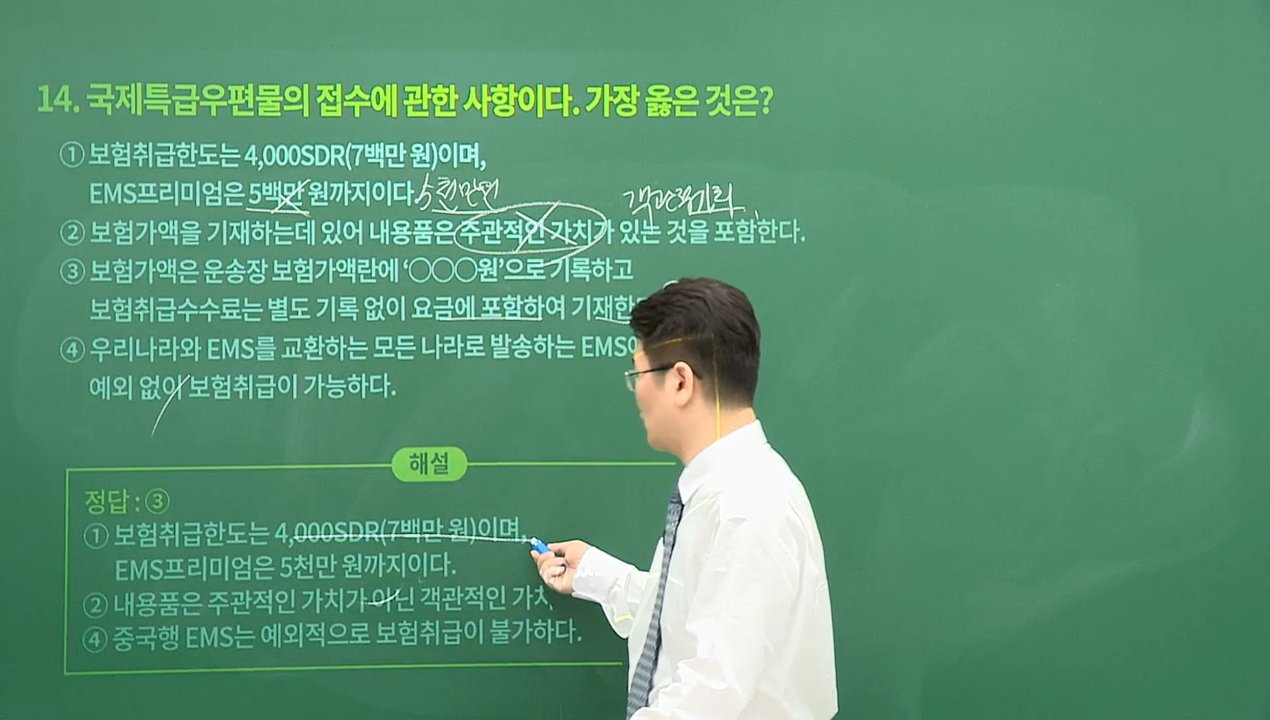 14. 국제특급우편물의 접수에 관한 사항이다. 가장 옳은 것은?
① 보험취급한도는 4,000SDR(7백만 원)이며,
EMS프리미엄은 5백만 원까지이다. 5천만원
② 보험가액을 기재하는데 있어 내용품은 주관적인 가치가 있는 것을 포함한다.
③ 보험가액은 운송장 보험가액란에 '○○○원'으로 기록하고
보험취급수수료는 별도 기록 없이 요금에 포함하여
④ 우리나라와 EMS를 교환하는 모든 나라로 발송하는
예외 없이 보험취급이 가능하다.
해설
정답 : ③
① 보험취급한도는 4,000SDR(7백만 원)이며,
EMS프리미엄은 5천만 원까지이다.
② 내용품은 주관적인 가치가 아닌 객관적인
④ 중국행 EMS는 예외적으로 보험취급이 불가하다.